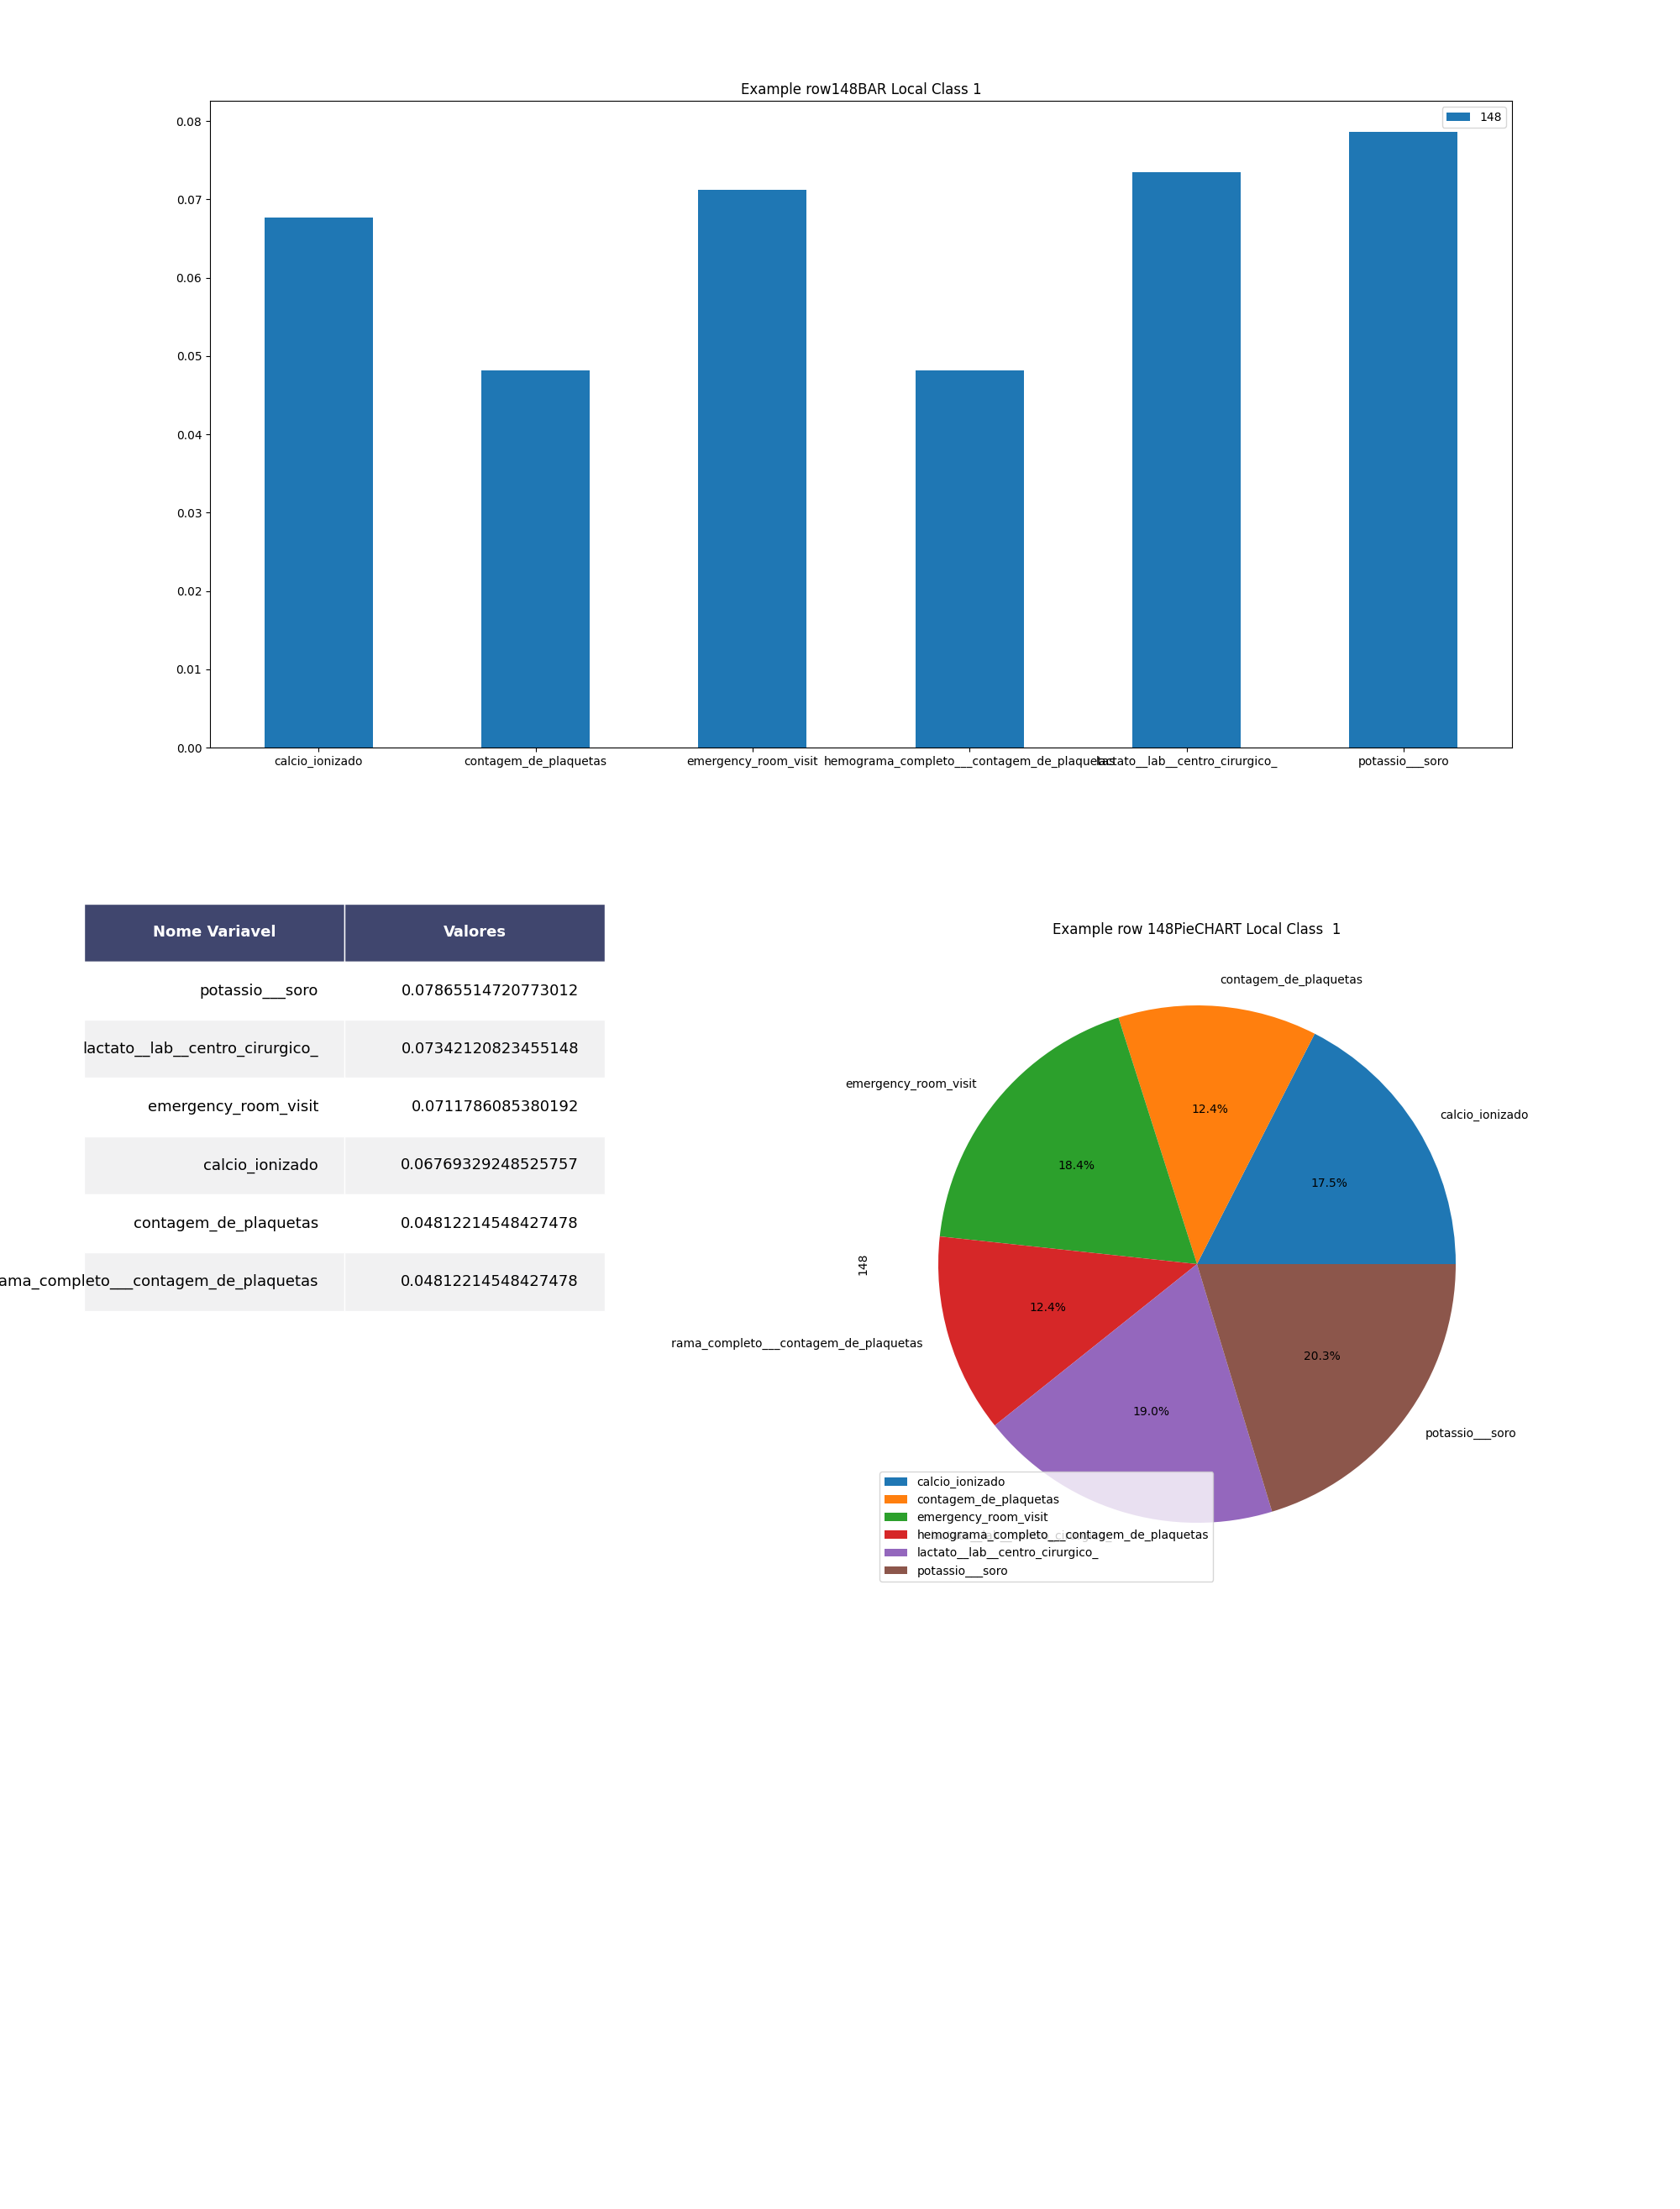 Example row148BAR Local Class 1
148
0.08
0.07
0.06
0.05
0.04
0.03
0.02
0.01
0.00
calcio_ionizado
contagem_de_plaquetas
emergency_room_visit
hemograma_completo___contagem_de_plaquetas
lactato__lab__centro_cirurgico_
potassio___soro
Nome Variavel Valores
potassio___soro 0.07865514720773012
lactato__lab__centro_cirurgico_ 0.07342120823455148
emergency_room_visit 0.0711786085380192
calcio_ionizado 0.06769329248525757
contagem_de_plaquetas 0.04812214548427478
ama_completo___contagem_de_plaquetas 0.04812214548427478
Example row 148PieCHART Local Class  1
contagem_de_plaquetas
emergency_room_visit
calcio_ionizado
12.4%
18.4%
17.5%
148
12.4%
rama_completo___contagem_de_plaquetas
20.3%
19.0%
potassio___soro
calcio_ionizado
contagem_de_plaquetas
emergency_room_visit
hemograma_completo___contagem_de_plaquetas
lactato__lab__centro_cirurgico_
potassio___soro